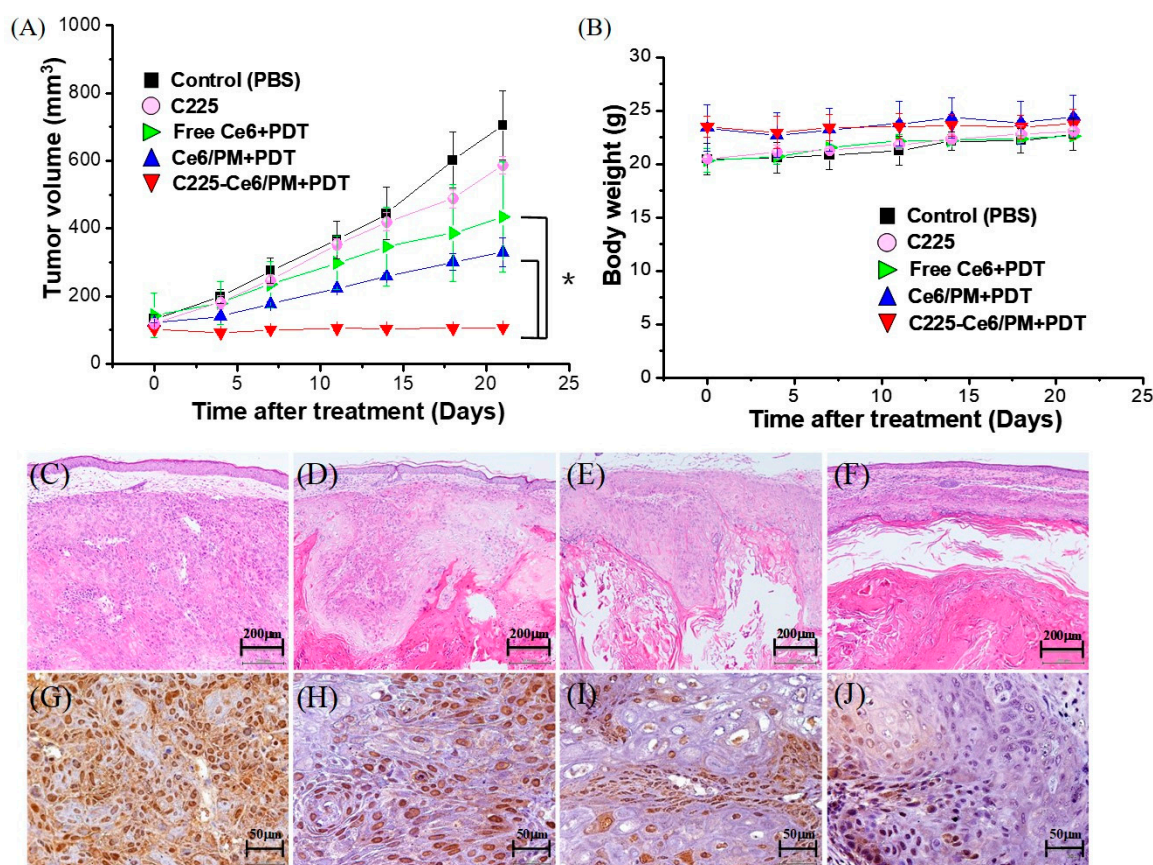 (A)
Tumor volume (mm³)
1000
800
600
400
200
0
Control (PBS)
C225
Free Ce6+PDT
Ce6/PM+PDT
C225-Ce6/PM+PDT
*
0 5 10 15 20 25
Time after treatment (Days)
(B)
Body weight (g)
30
25
20
15
10
5
0
Control (PBS)
C225
Free Ce6+PDT
Ce6/PM+PDT
C225-Ce6/PM+PDT
0 5 10 15 20 25
Time after treatment (Days)
(C) (D) (E) (F)
200μm 200μm 200μm 200μm
(G) (H) (I) (J)
50μm 50μm 50μm 50μm